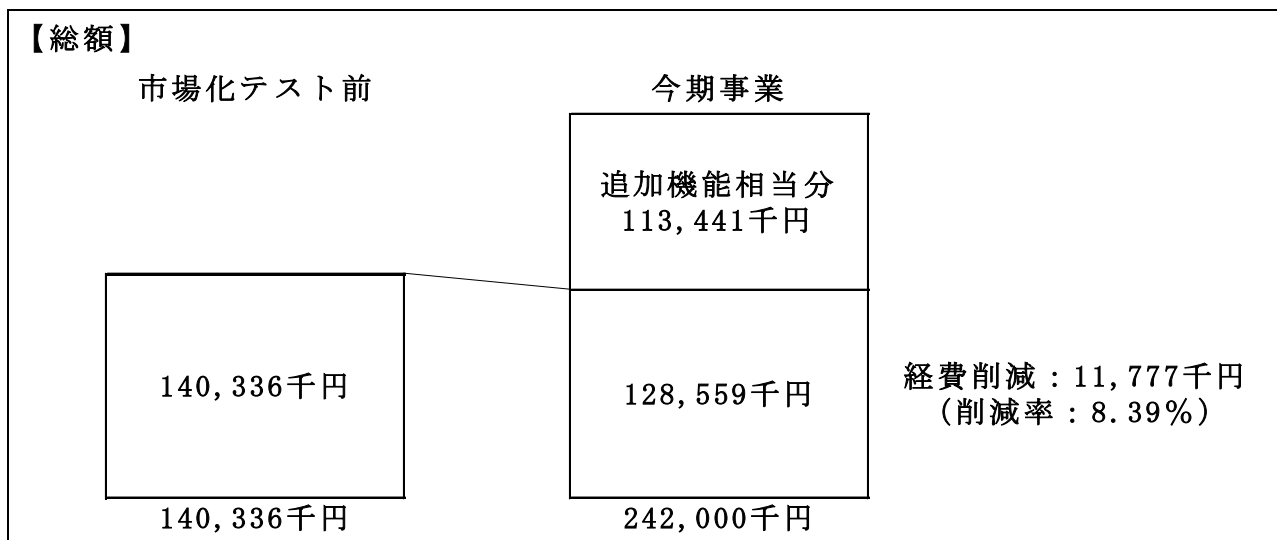 【総額】
市場化テスト前
今期事業
追加機能相当分
113,441千円
140,336千円
128,559千円
経費削減：11,777千円
（削減率：8.39％）
140,336千円
242,000千円